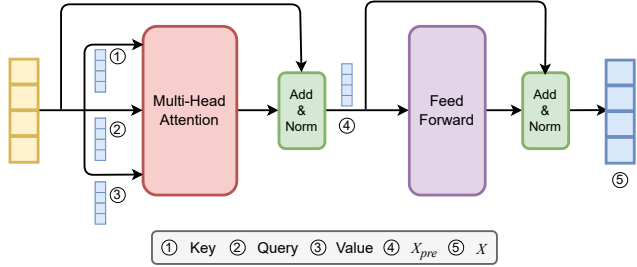 ①
②
③
Multi-Head
Attention
Add
&
Norm
④
Feed
Forward
Add
&
Norm
⑤
① Key ② Query ③ Value ④ X_pre ⑤ X